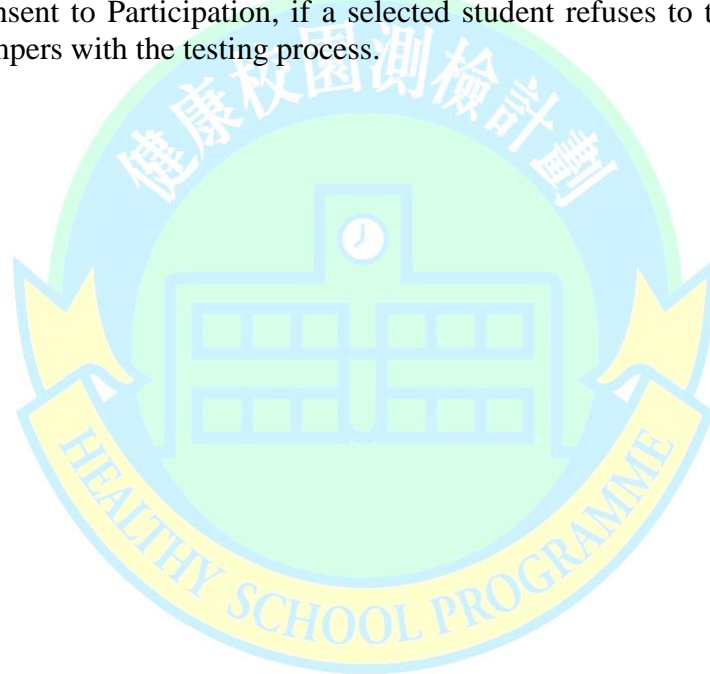 nsent to Participation, if a selected student refuses to t
npers with the testing process.
健康校園測檢計劃
HEALTHY SCHOOL PROGRAMME